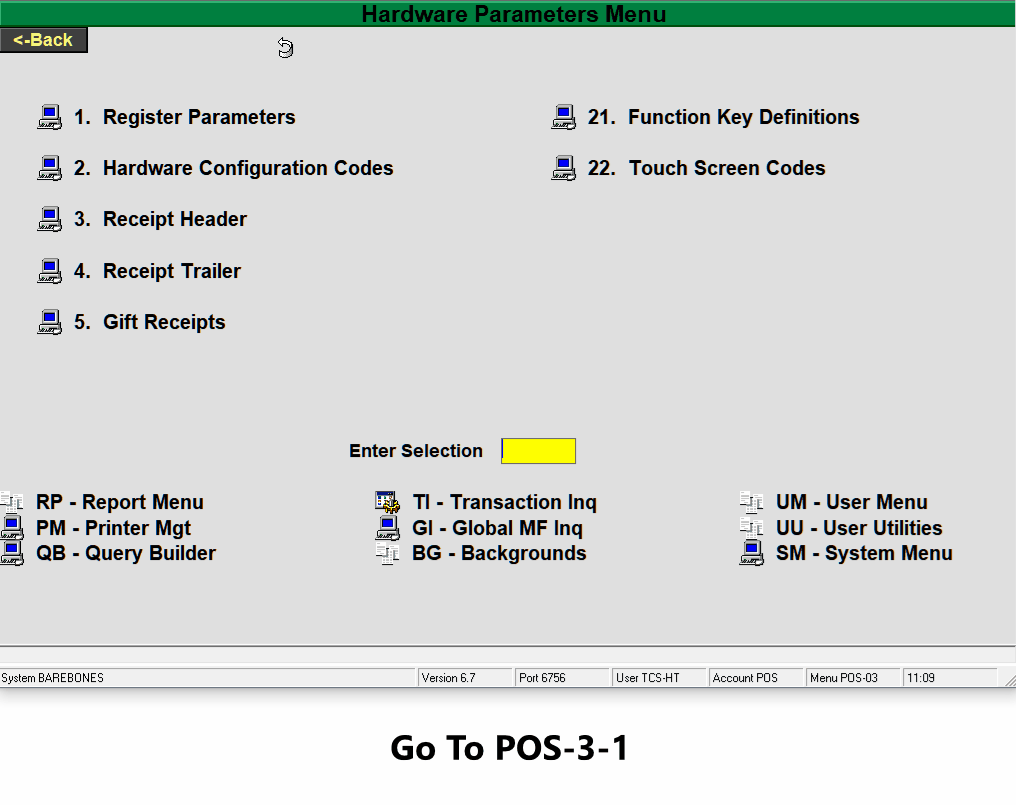 Hardware Parameters Menu
<-Back
1. Register Parameters
2. Hardware Configuration Codes
3. Receipt Header
4. Receipt Trailer
5. Gift Receipts
21. Function Key Definitions
22. Touch Screen Codes
Enter Selection
RP - Report Menu
PM - Printer Mgt
QB - Query Builder
TI - Transaction Inq
GI - Global MF Inq
BG - Backgrounds
UM - User Menu
UU - User Utilities
SM - System Menu
System BAREBONES
Version 6.7
Port 6756
User TCS-HT
Account POS
Menu POS-03
11:09
Go To POS-3-1